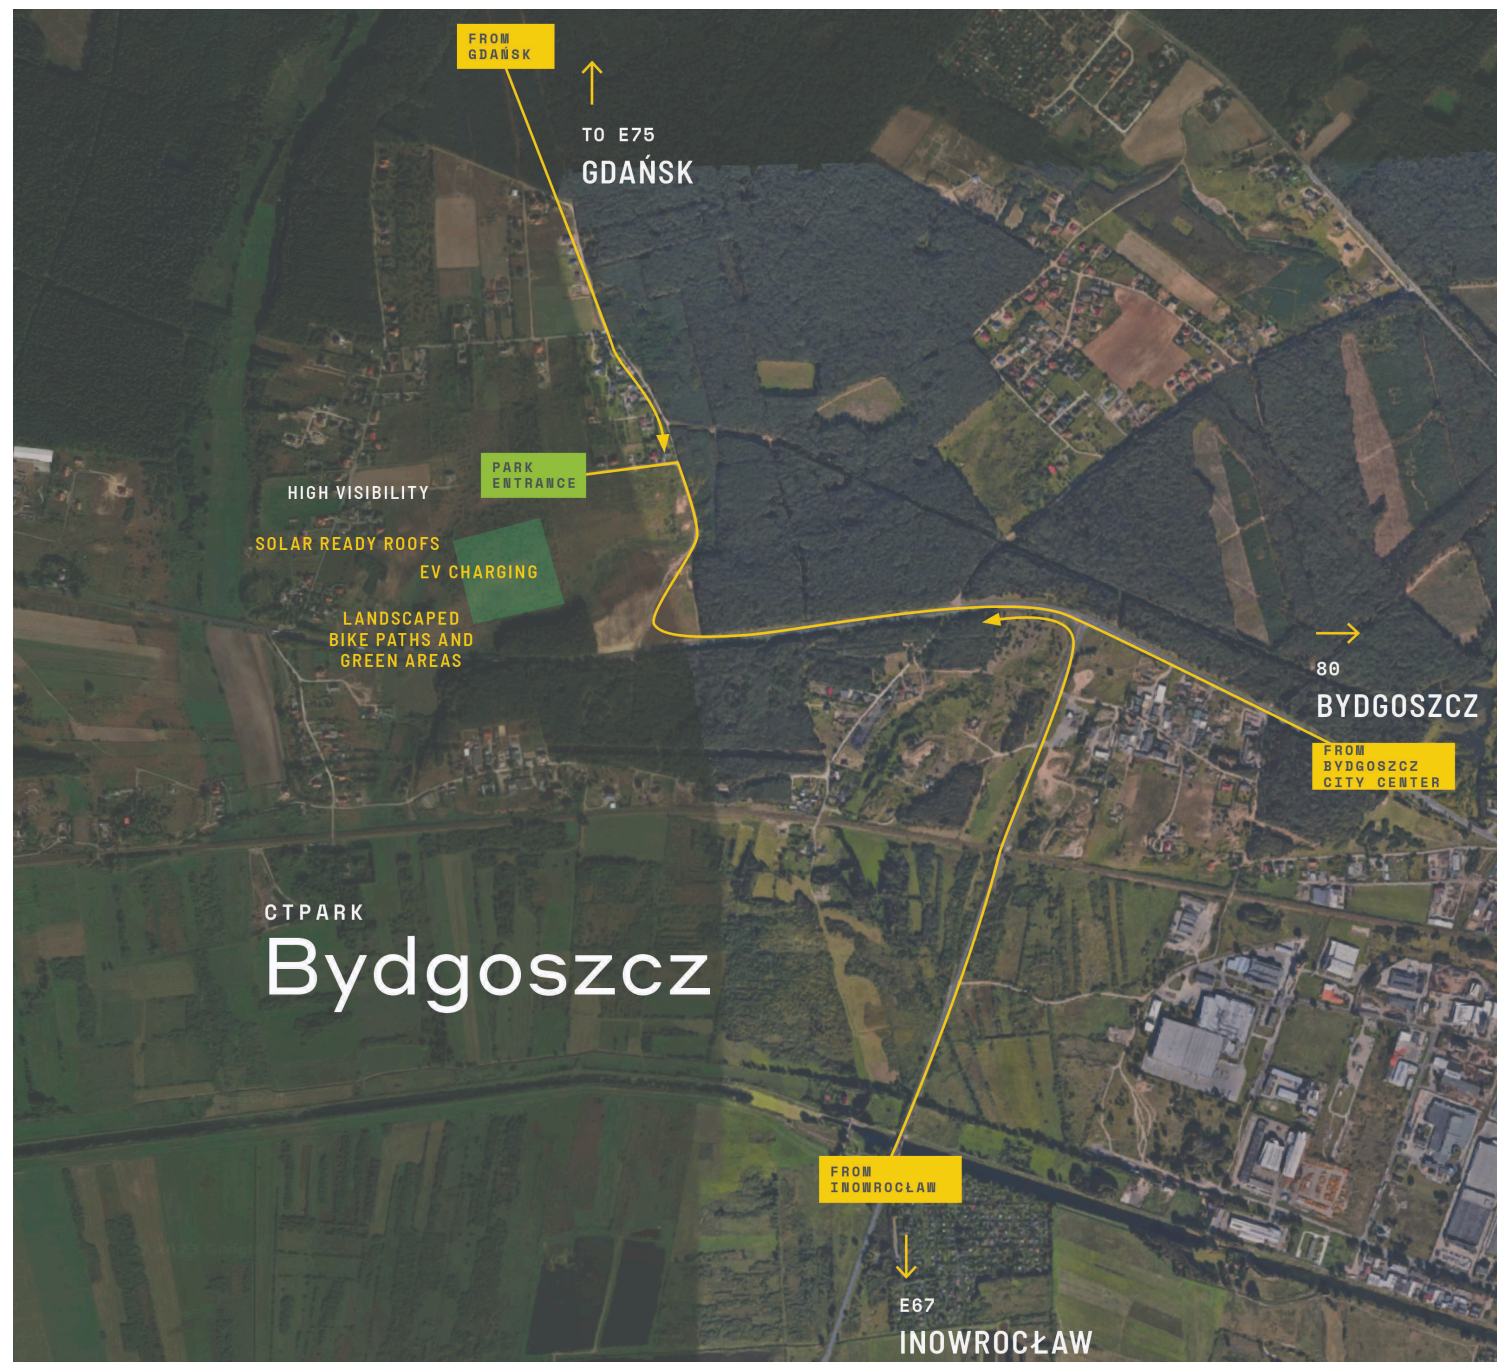 FROM
GDAŃSK
TO E75
GDAŃSK
PARK
ENTRANCE
HIGH VISIBILITY
SOLAR READY ROOFS
EV CHARGING
LANDSCAPED
BIKE PATHS AND
GREEN AREAS
80
BYDGOSZCZ
FROM
BYDGOSZCZ
CITY CENTER
CTPARK
Bydgoszcz
FROM
INOWROCŁAW
E67
INOWROCŁAW